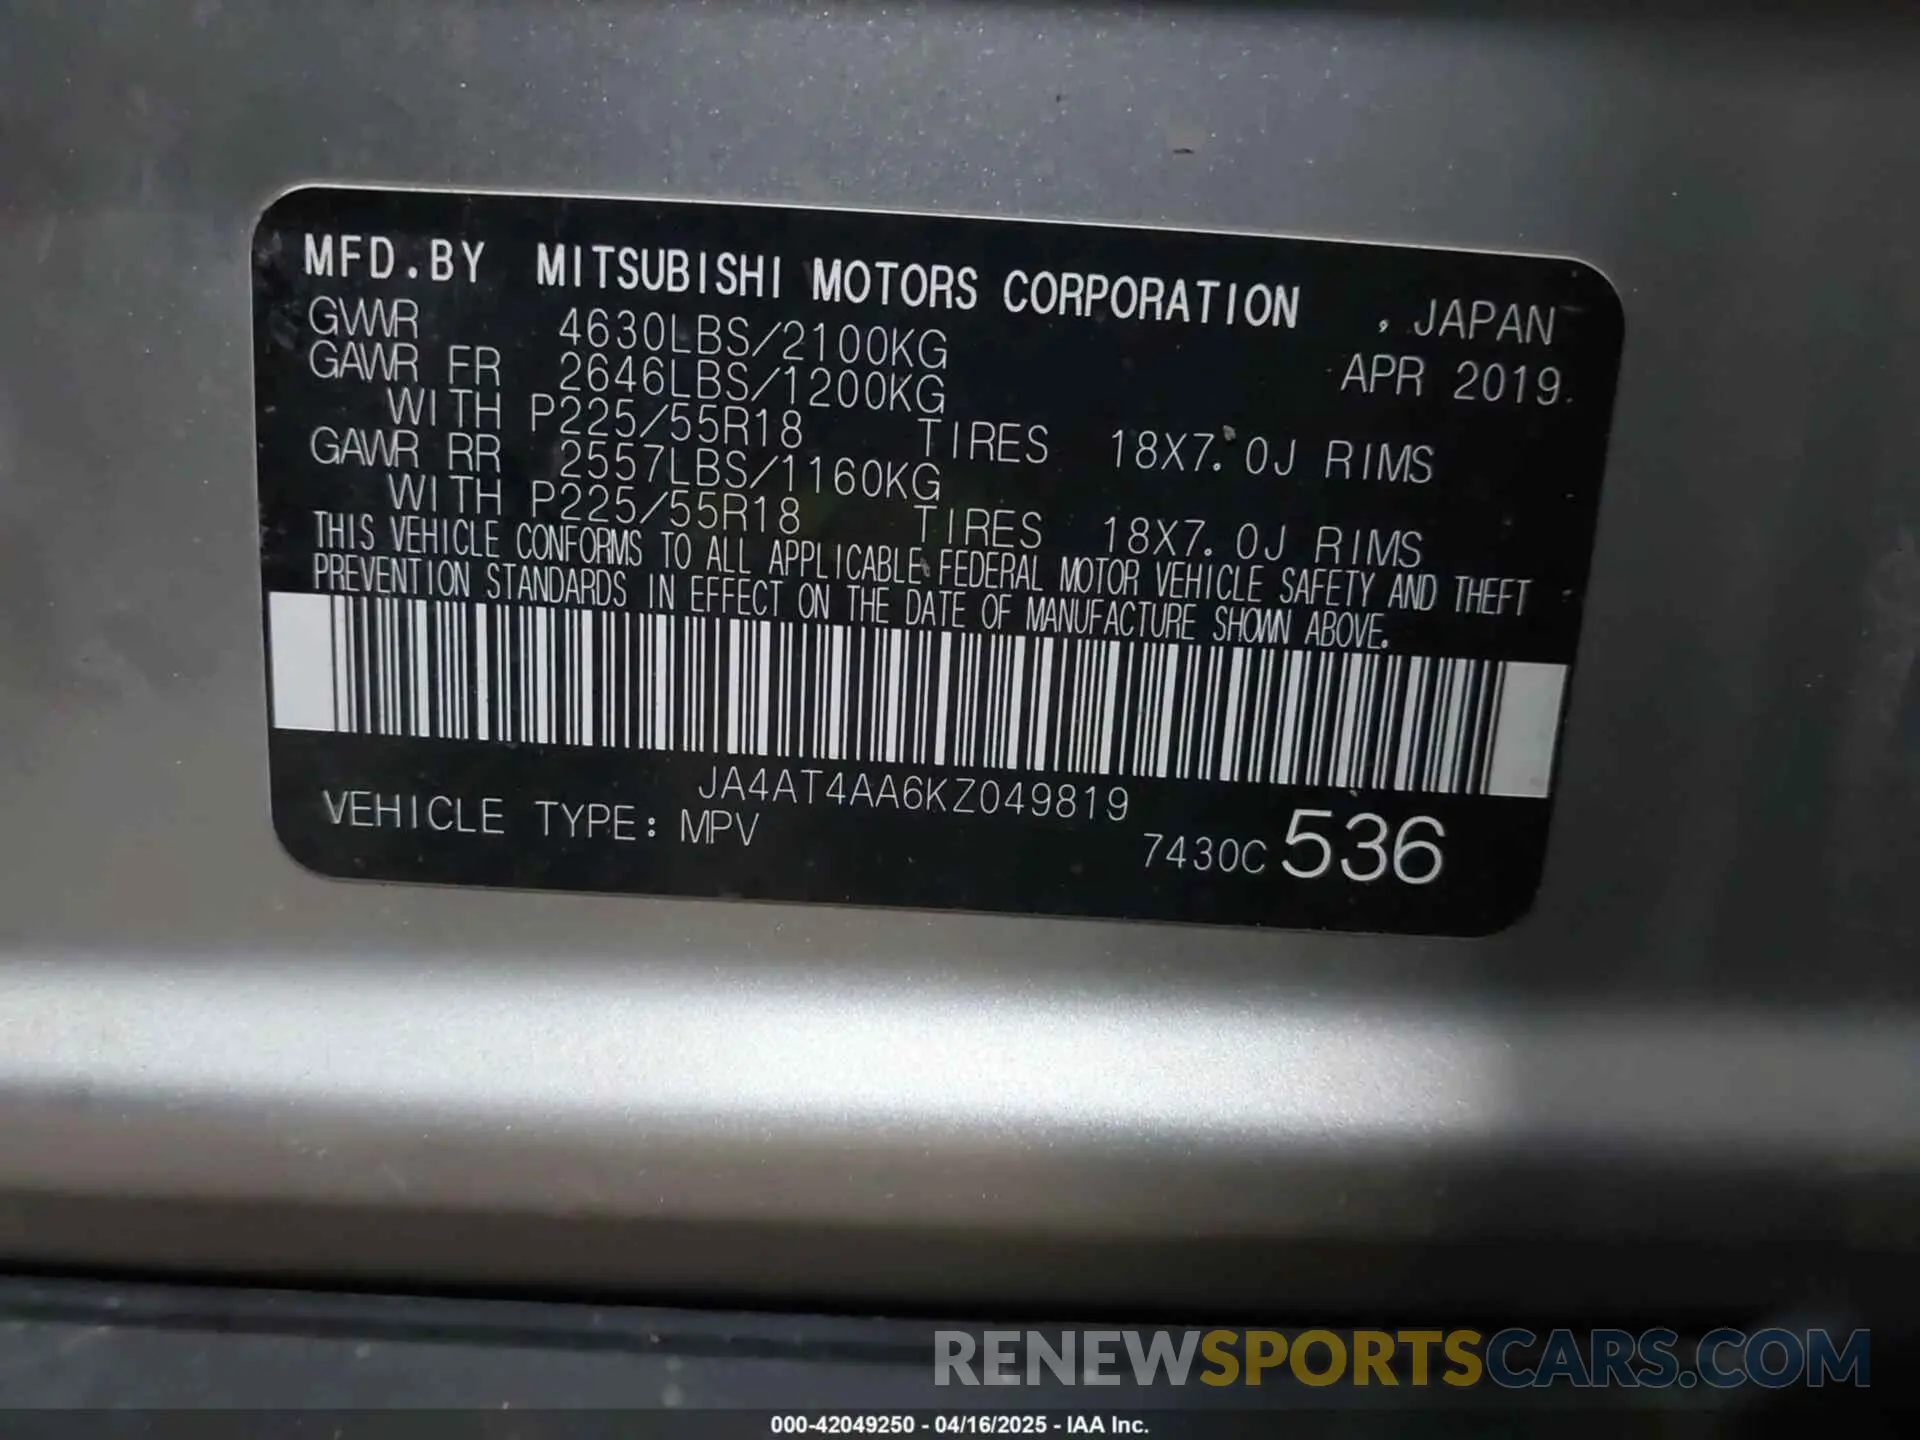 MFD.BY MITSUBISHI MOTORS CORPORATION , JAPAN
GVWR 4630LBS/2100KG APR 2019
GAWR FR 2646LBS/1200KG
WITH P225/55R18 TIRES 18X7.0J RIMS
GAWR RR 2557LBS/1160KG
WITH P225/55R18 TIRES 18X7.0J RIMS
THIS VEHICLE CONFORMS TO ALL APPLICABLE FEDERAL MOTOR VEHICLE SAFETY AND THEFT
PREVENTION STANDARDS IN EFFECT ON THE DATE OF MANUFACTURE SHOWN ABOVE.
JA4AT4AA6KZ049819
VEHICLE TYPE: MPV 7430C 536
RENEWSPORTSCARS.COM
000-42049250 - 04/16/2025 - IAA Inc.